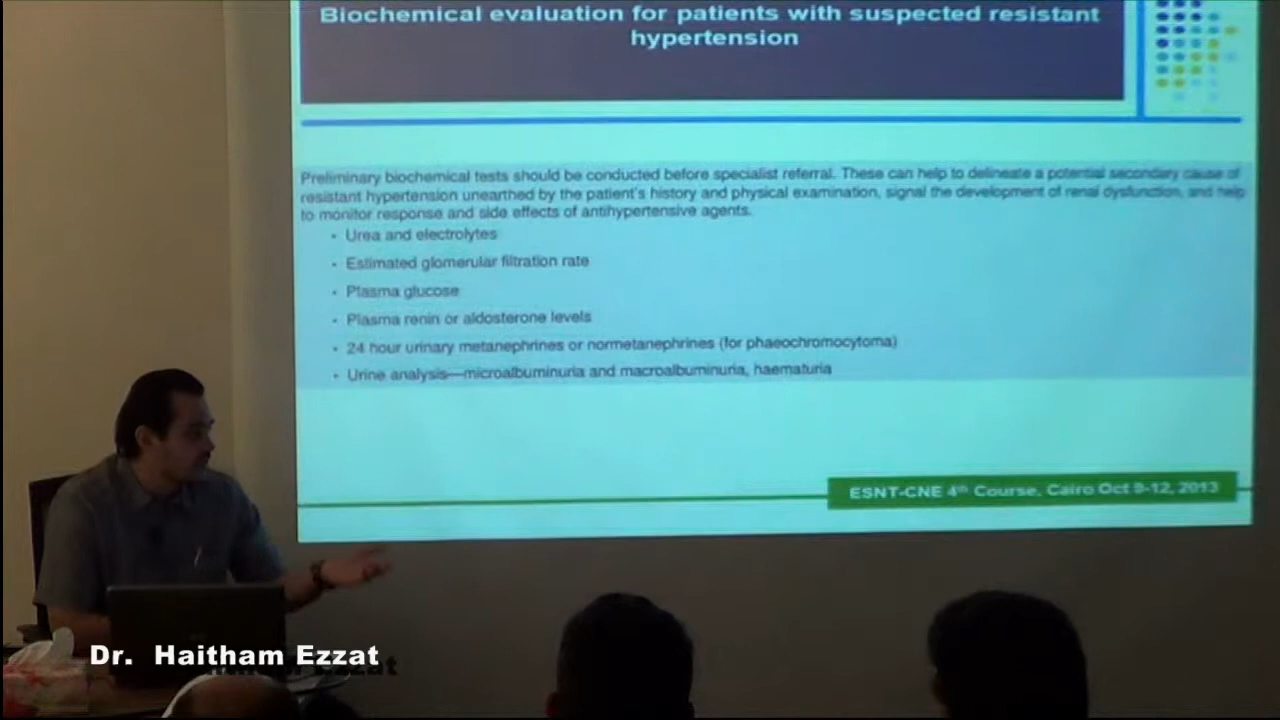 Biochemical evaluation for patients with suspected resistant
hypertension
Preliminary biochemical tests should be conducted before specialist referral. These can help to delineate a potential secondary cause of
resistant hypertension unearthed by the patient's history and physical examination, signal the development of renal dysfunction, and help
to monitor response and side effects of antihypertensive agents.
• Urea and electrolytes
• Estimated glomerular filtration rate
• Plasma glucose
• Plasma renin or aldosterone levels
• 24 hour urinary metanephrines or normetanephrines (for phaeochromocytoma)
• Urine analysis—microalbuminuria and macroalbuminuria, haematuria
ESNT-CNE 4th Course, Cairo Oct 9-12, 2013
Dr. Haitham Ezzat